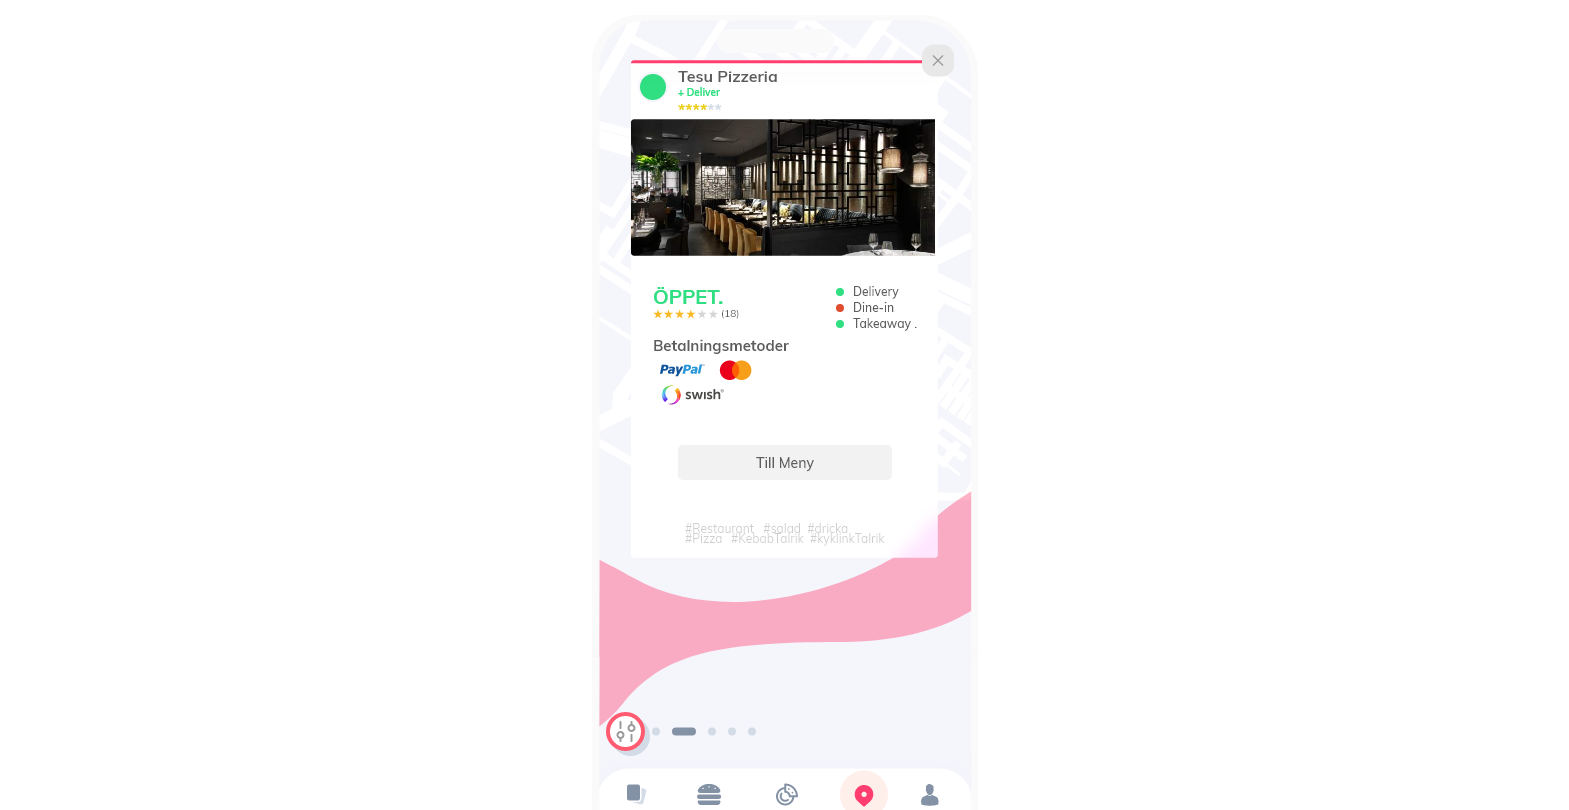 Tesu Pizzeria
+ Deliver
ÖPPET.
(18)
Delivery
Dine-in
Takeaway .
Betalningsmetoder
PayPal
swish
Till Meny
#Restaurant #salad #dricka
#Pizza #KebabTalrik #kyklinkTalrik